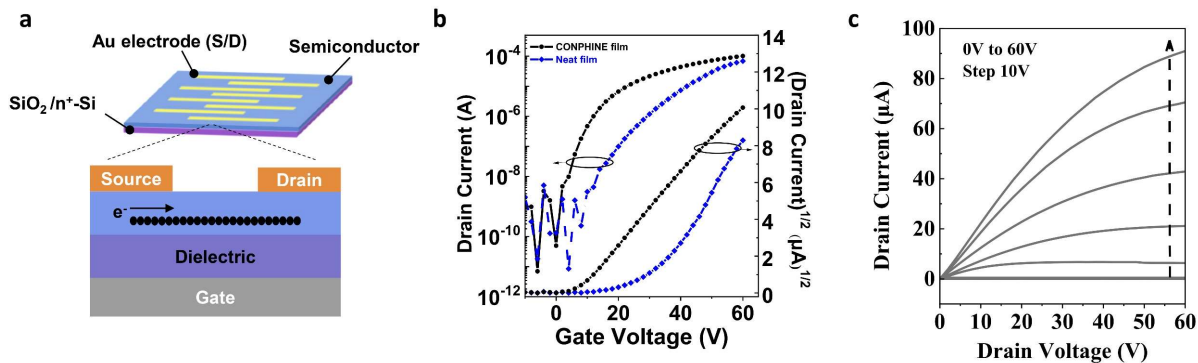 a
Au electrode (S/D)
Semiconductor
SiO2/n+-Si
Source
Drain
e-
Dielectric
Gate
b
CONPHINE film
Neat film
Drain Current (A)
10-4
10-6
10-8
10-10
10-12
0 20 40 60
Gate Voltage (V)
14
12
10
8
6
4
2
0
(Drain Current)1/2
(μA)1/2
c
0V to 60V
Step 10V
Drain Current (μA)
100
80
60
40
20
0
0 10 20 30 40 50 60
Drain Voltage (V)